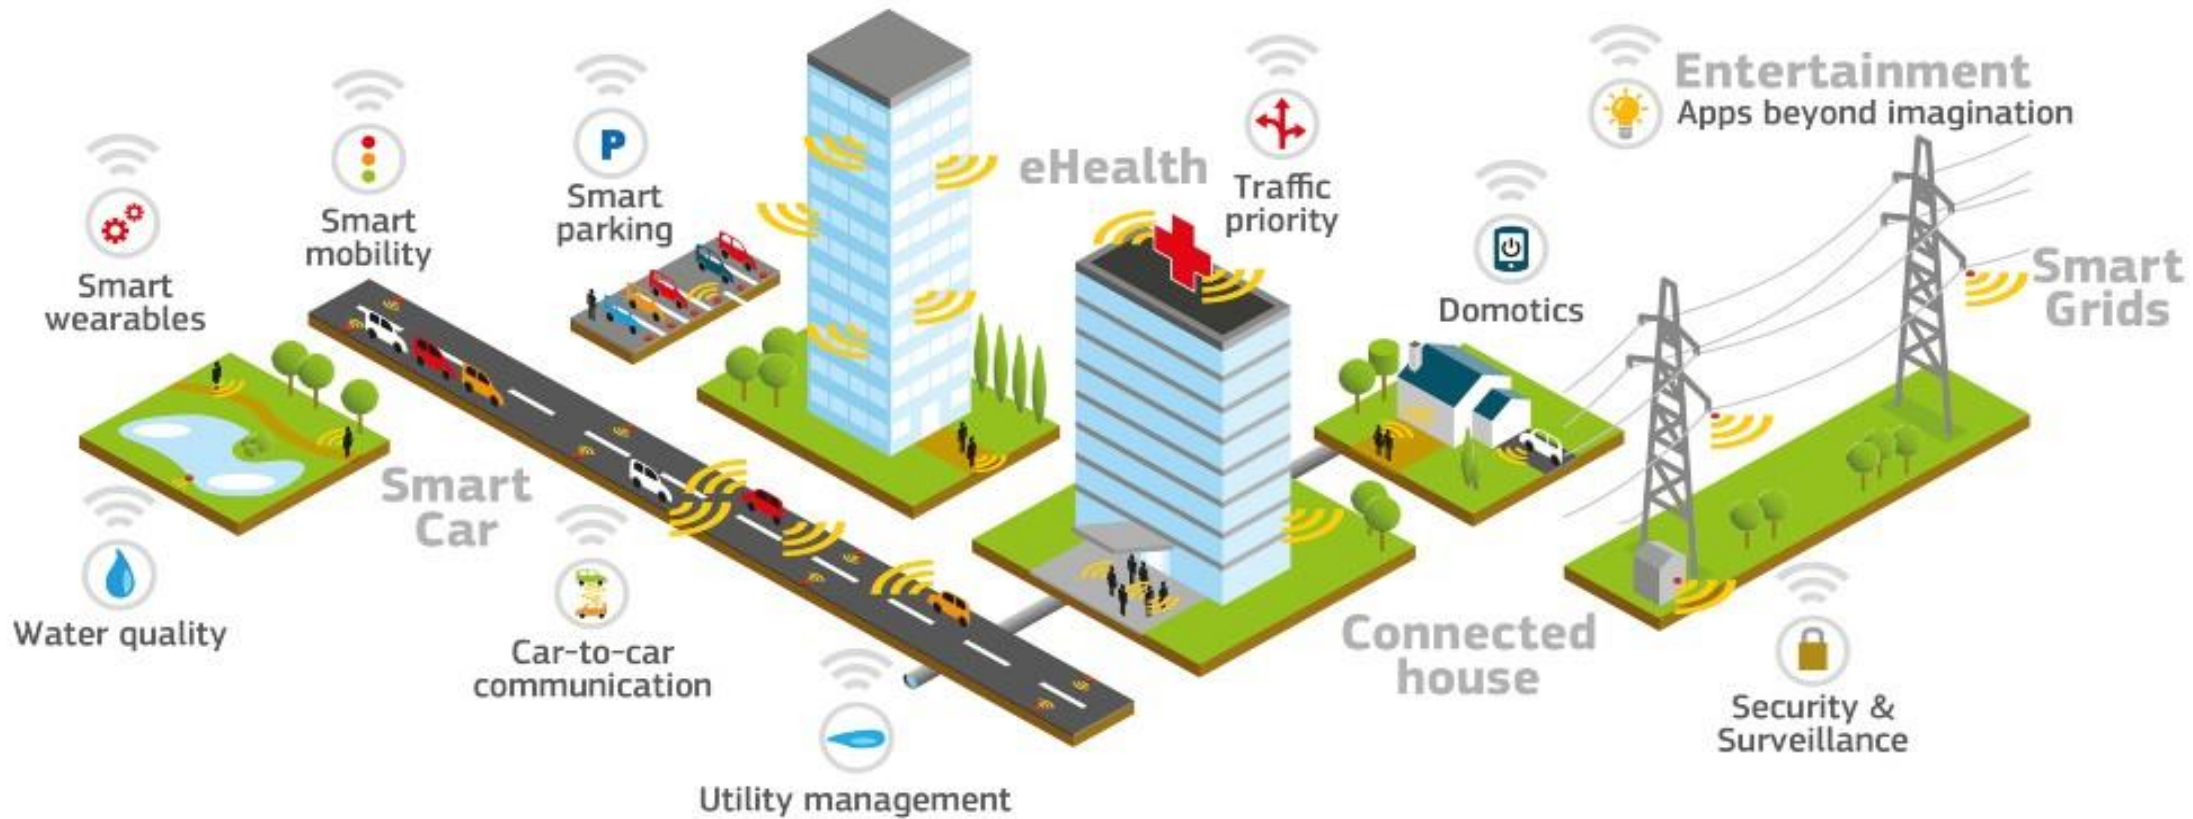 Entertainment
Apps beyond imagination
P
eHealth
Traffic
priority
Smart
parking
Smart
mobility
Domotics
Smart
wearables
Smart
Grids
Smart
Car
Water quality
Car-to-car
communication
Connected
house
Security &
Surveillance
Utility management